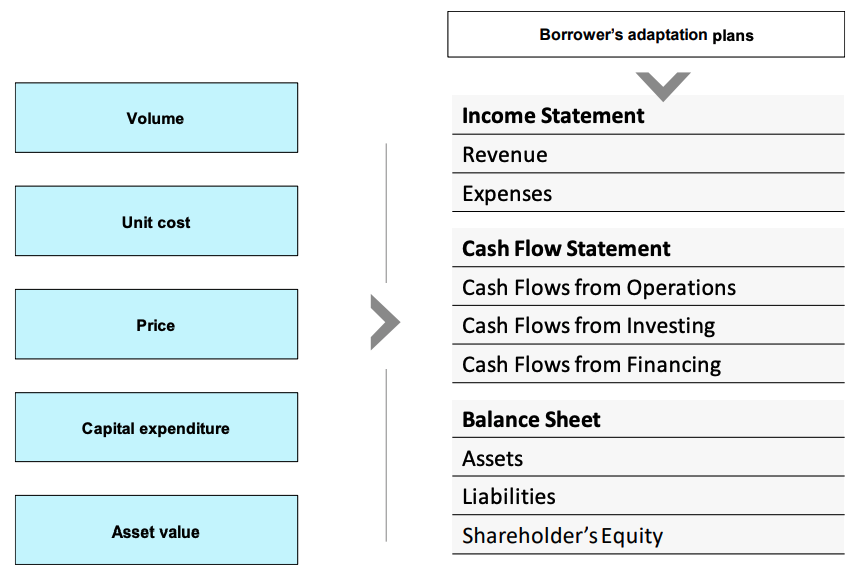 Borrower's adaptation plans
Volume
Unit cost
Price
Capital expenditure
Asset value
Income Statement
Revenue
Expenses
Cash Flow Statement
Cash Flows from Operations
Cash Flows from Investing
Cash Flows from Financing
Balance Sheet
Assets
Liabilities
Shareholder's Equity